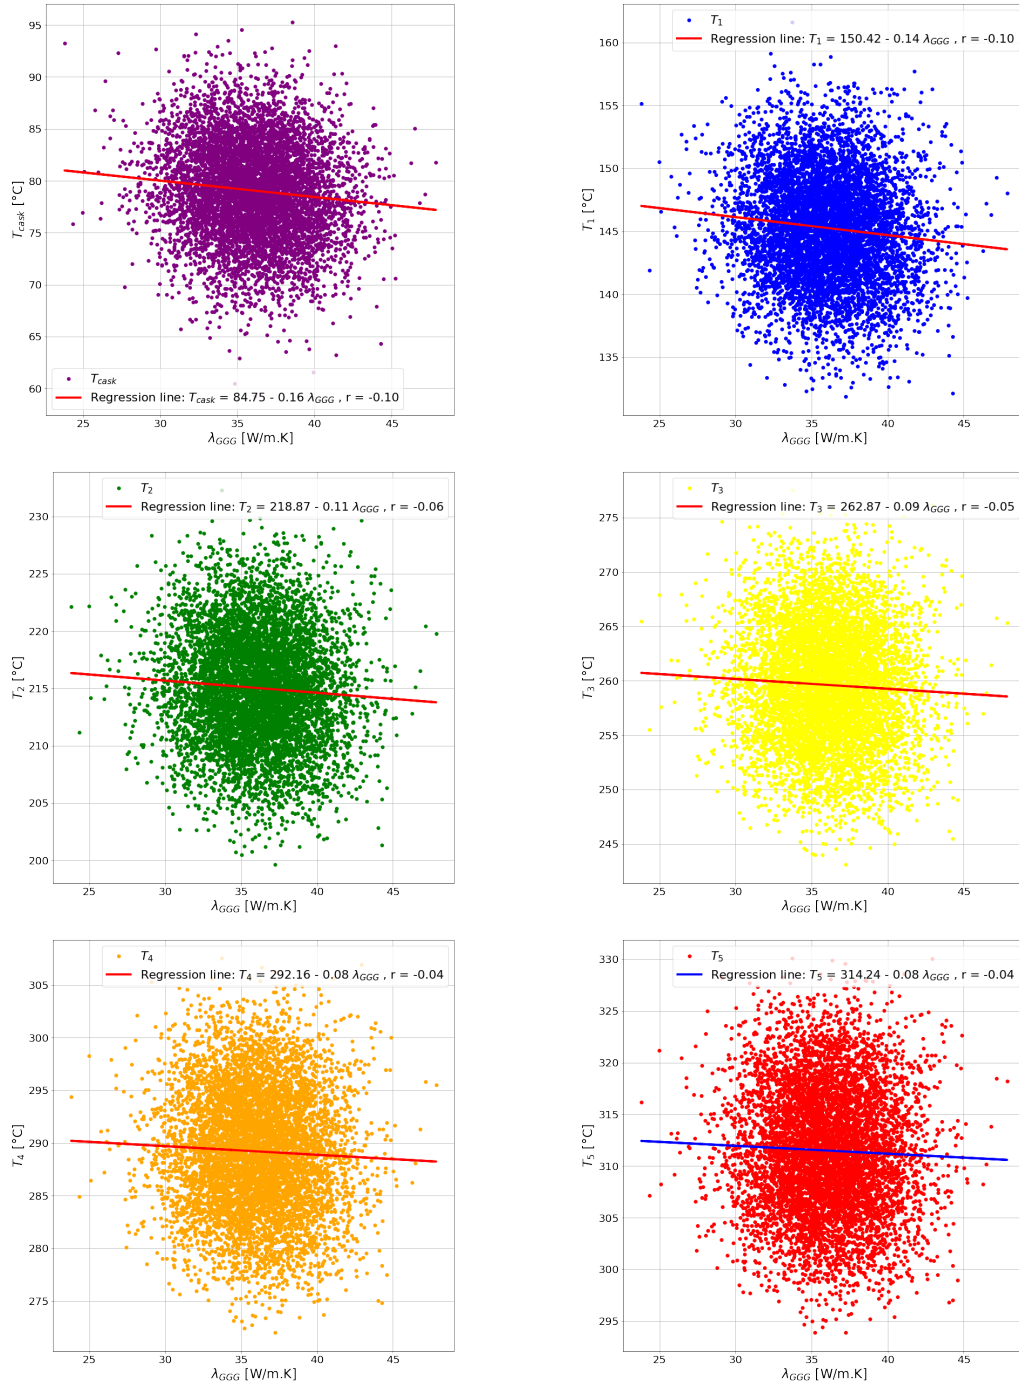 95
90
85
80
75
70
65
60
T_cask [°C]
T_cask
Regression line: T_cask = 84.75 - 0.16 λ_GGG , r = -0.10
25 30 35 40 45
λ_GGG [W/m.K]
160
155
150
145
140
135
T_1 [°C]
T_1
Regression line: T_1 = 150.42 - 0.14 λ_GGG , r = -0.10
25 30 35 40 45
λ_GGG [W/m.K]
230
225
220
215
210
205
200
T_2 [°C]
T_2
Regression line: T_2 = 218.87 - 0.11 λ_GGG , r = -0.06
25 30 35 40 45
λ_GGG [W/m.K]
275
270
265
260
255
250
245
T_3 [°C]
T_3
Regression line: T_3 = 262.87 - 0.09 λ_GGG , r = -0.05
25 30 35 40 45
λ_GGG [W/m.K]
305
300
295
290
285
280
275
T_4 [°C]
T_4
Regression line: T_4 = 292.16 - 0.08 λ_GGG , r = -0.04
25 30 35 40 45
λ_GGG [W/m.K]
330
325
320
315
310
305
300
295
T_5 [°C]
T_5
Regression line: T_5 = 314.24 - 0.08 λ_GGG , r = -0.04
25 30 35 40 45
λ_GGG [W/m.K]